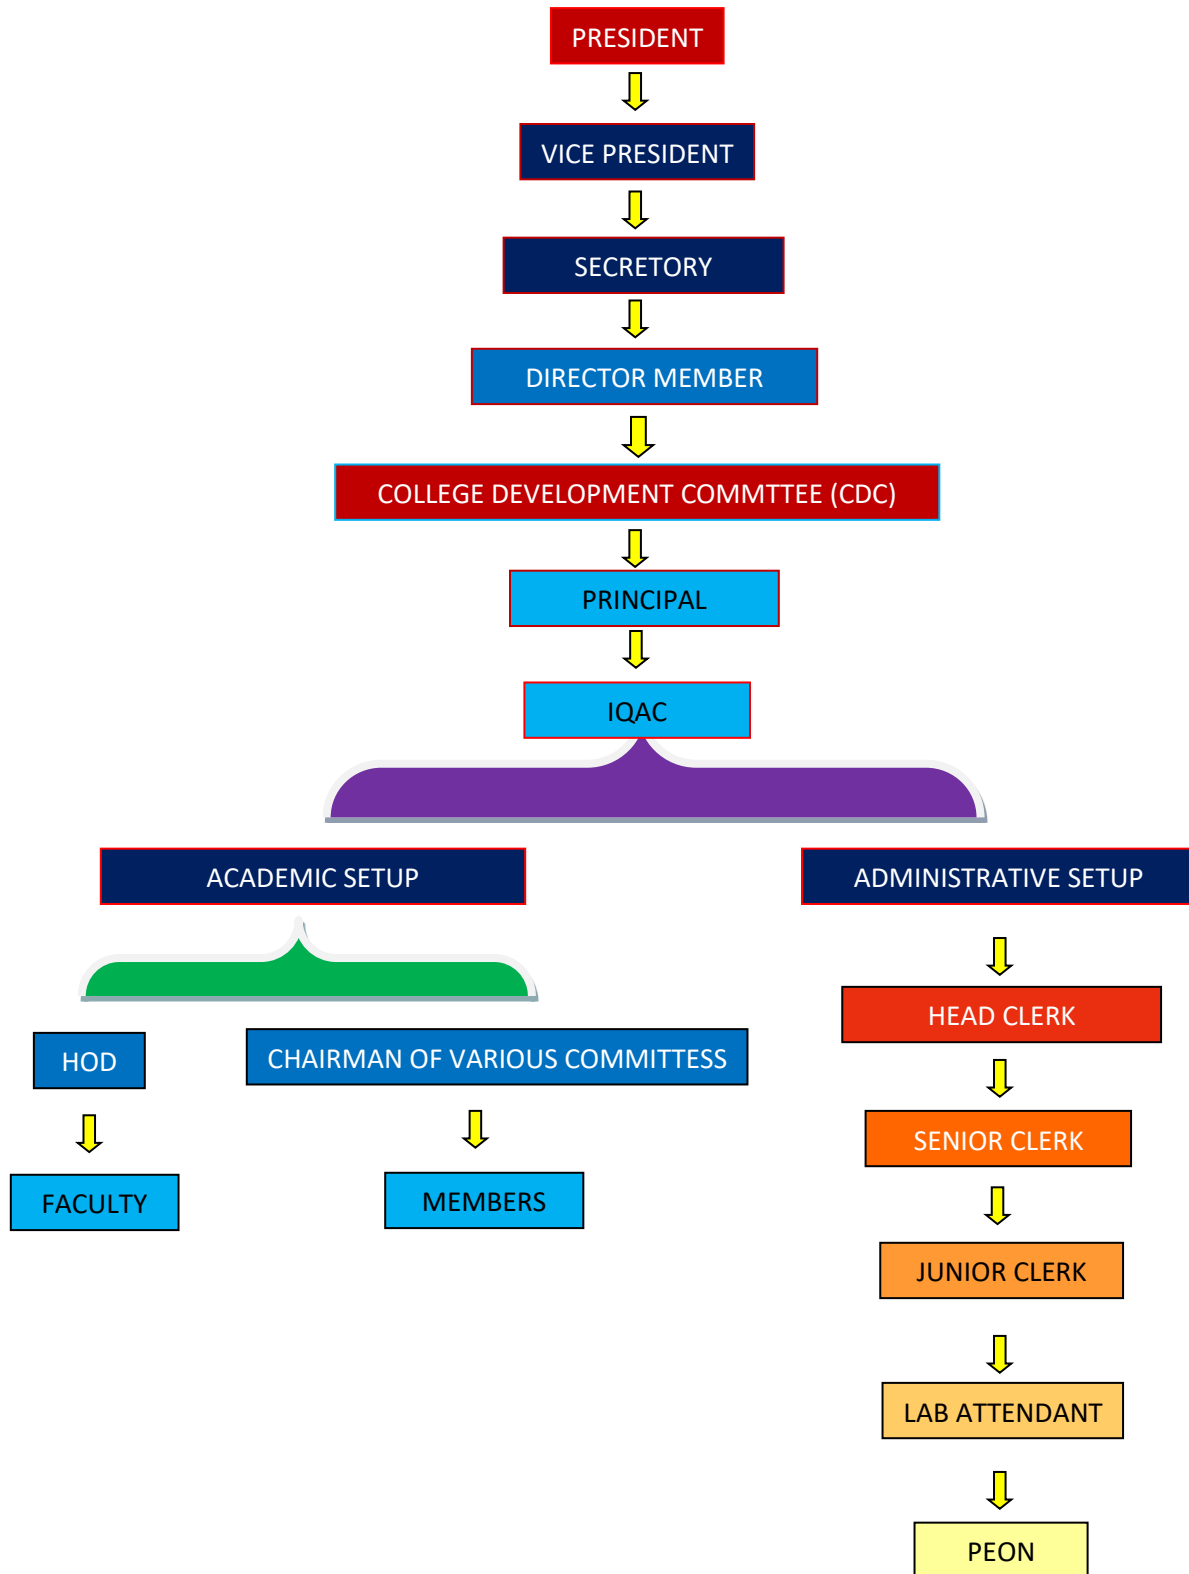 PRESIDENT
VICE PRESIDENT
SECRETORY
DIRECTOR MEMBER
COLLEGE DEVELOPMENT COMMTTEE (CDC)
PRINCIPAL
IQAC
ACADEMIC SETUP
ADMINISTRATIVE SETUP
HOD
CHAIRMAN OF VARIOUS COMMITTESS
FACULTY
MEMBERS
HEAD CLERK
SENIOR CLERK
JUNIOR CLERK
LAB ATTENDANT
PEON